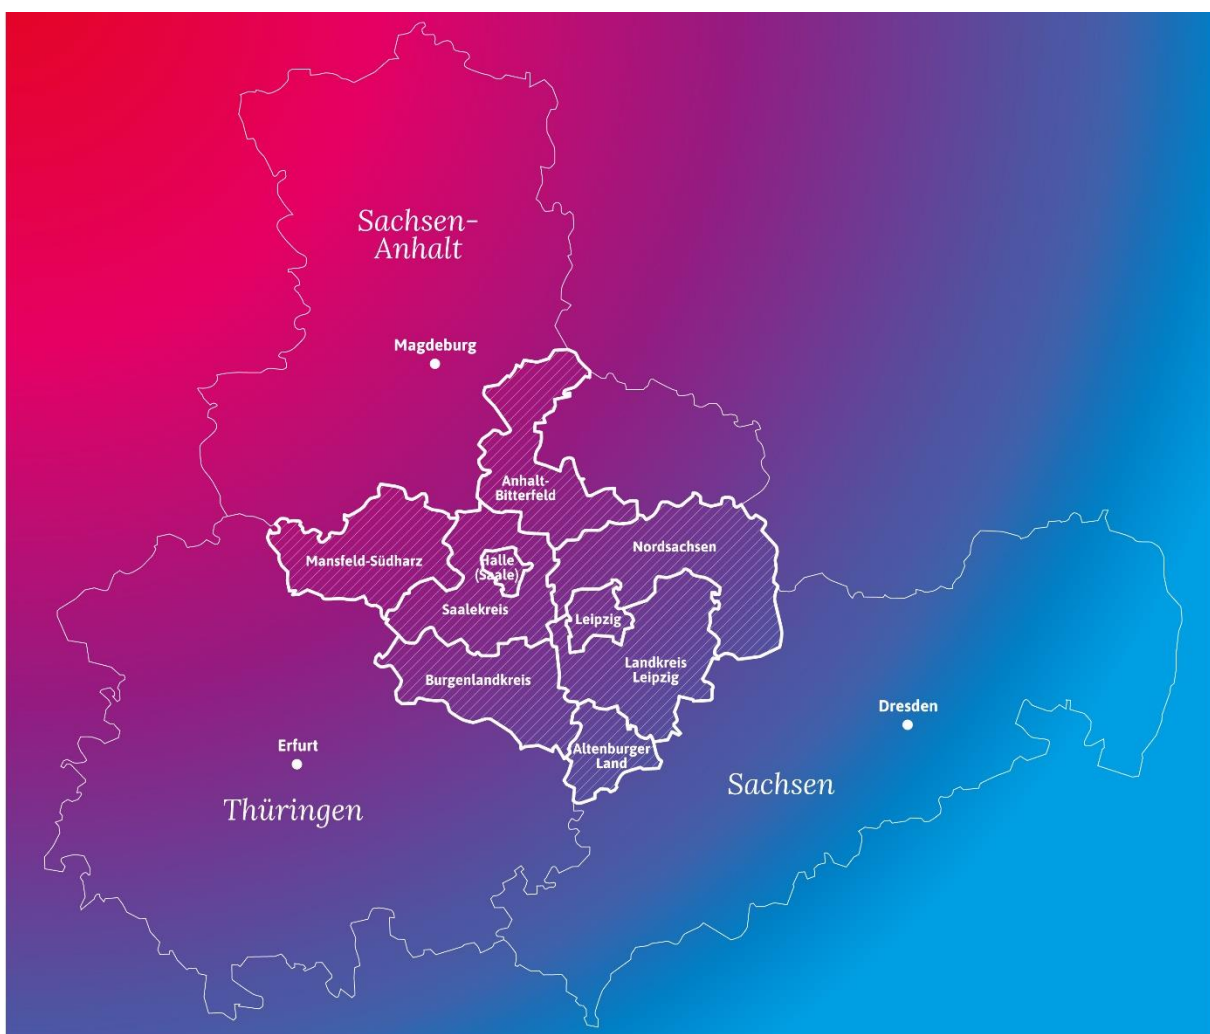 Sachsen-
Anhalt
Magdeburg
Anhalt-
Bitterfeld
Nordsachsen
Mansfeld-Südharz
Halle
(Saale)
Saalekreis
Leipzig
Landkreis
Leipzig
Burgenlandkreis
Dresden
Erfurt
Altenburger
Land
Sachsen
Thüringen